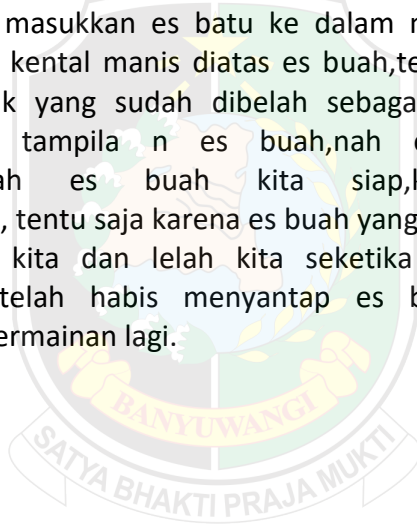 masukkan es batu ke dalam
kental manis diatas es buah,te
k yang sudah dibelah sebaga
tampila n es buah,nah
ah es buah kita siap,
, tentu saja karena es buah yang
kita dan lelah kita seketika
telah habis menyantap es
ermainan lagi.
BANYUWANGI
SATYA BHAKTI PRAJA MUKTI